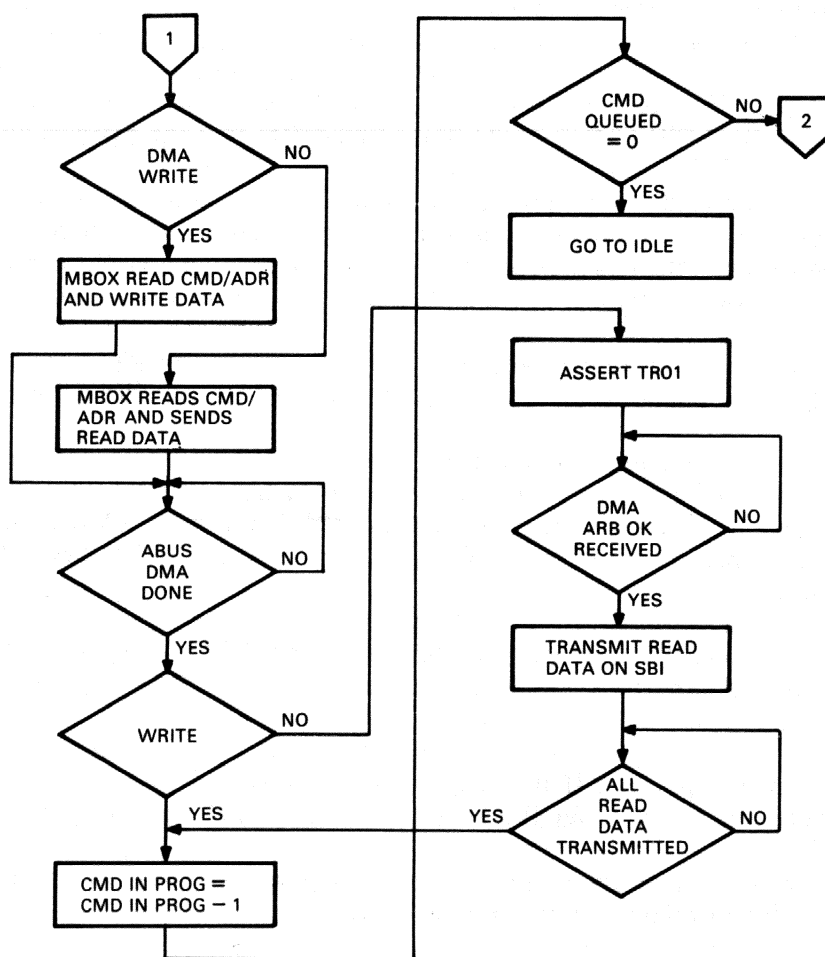 1
DMA
WRITE
NO
YES
MBOX READ CMD/ADR
AND WRITE DATA
MBOX READS CMD/
ADR AND SENDS
READ DATA
ABUS
DMA
DONE
NO
YES
WRITE
NO
YES
CMD IN PROG =
CMD IN PROG – 1
CMD
QUEUED
= 0
NO
2
YES
GO TO IDLE
ASSERT TR01
DMA
ARB OK
RECEIVED
NO
YES
TRANSMIT READ
DATA ON SBI
ALL
READ
DATA
TRANSMITTED
YES
NO